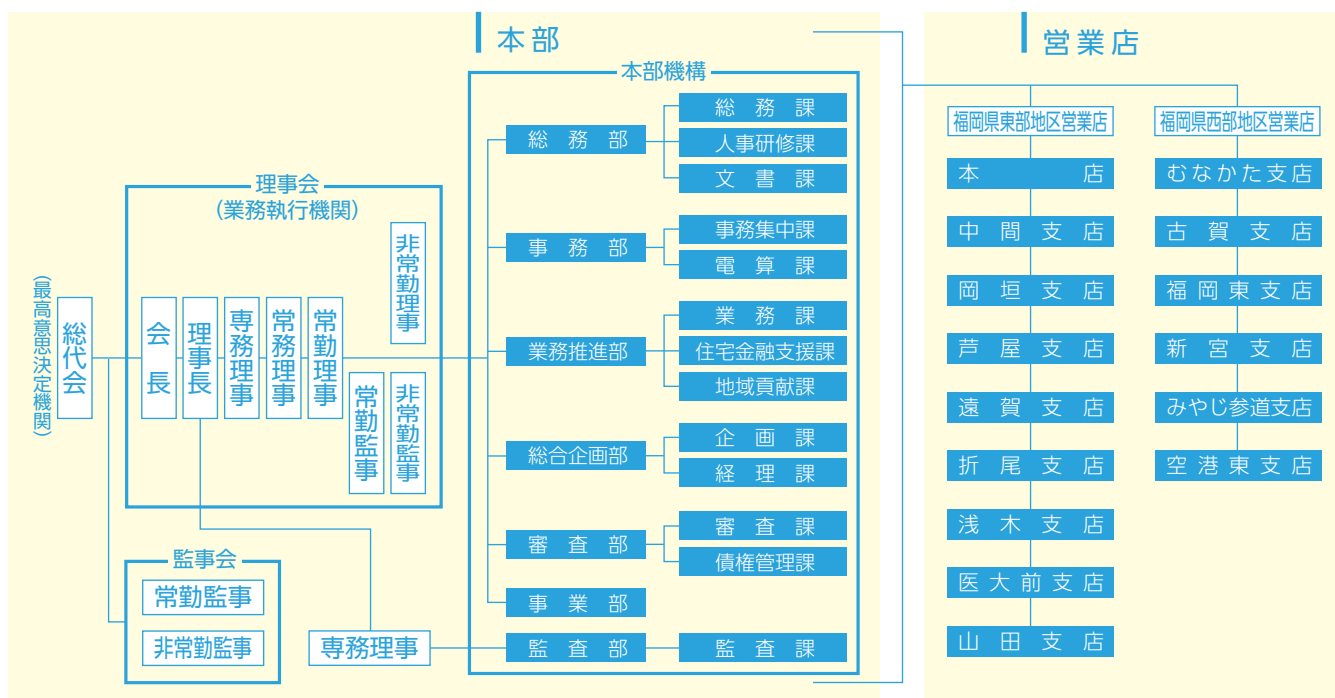 本部
営業店
本部機構
総務部
総務課
人事研修課
文書課
事務部
事務集中課
電算課
業務推進部
業務課
住宅金融支援課
地域貢献課
総合企画部
企画課
経理課
審査部
審査課
債権管理課
事業部
監査部
監査課
理事会
(業務執行機関)
(最高意思決定機関)
総代会
会長
理事長
専務理事
常務理事
常勤理事
非常勤理事
常勤監事
非常勤監事
監事会
常勤監事
非常勤監事
専務理事
福岡県東部地区営業店
本店
中間支店
岡垣支店
芦屋支店
遠賀支店
折尾支店
浅木支店
医大前支店
山田支店
福岡県西部地区営業店
むなかた支店
古賀支店
福岡東支店
新宮支店
みやじ参道支店
空港東支店